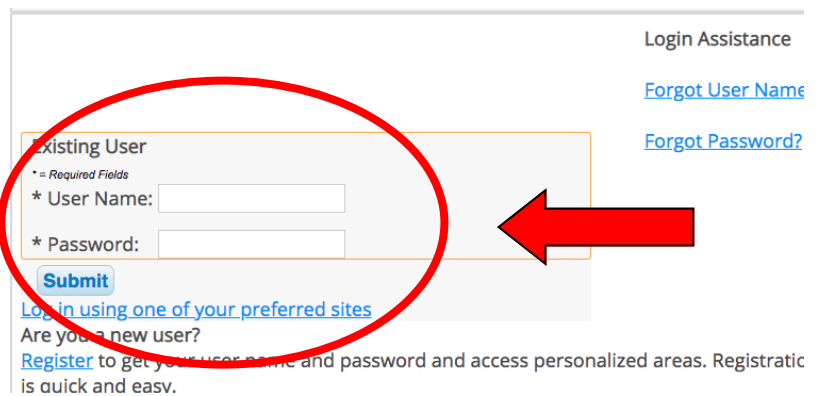 Login Assistance
Forgot User Name
Forgot Password?
Existing User
* = Required Fields
* User Name:
* Password:
Submit
Log in using one of your preferred sites
Are you a new user?
Register to get your user name and password and access personalized areas. Registratio
is quick and easy.